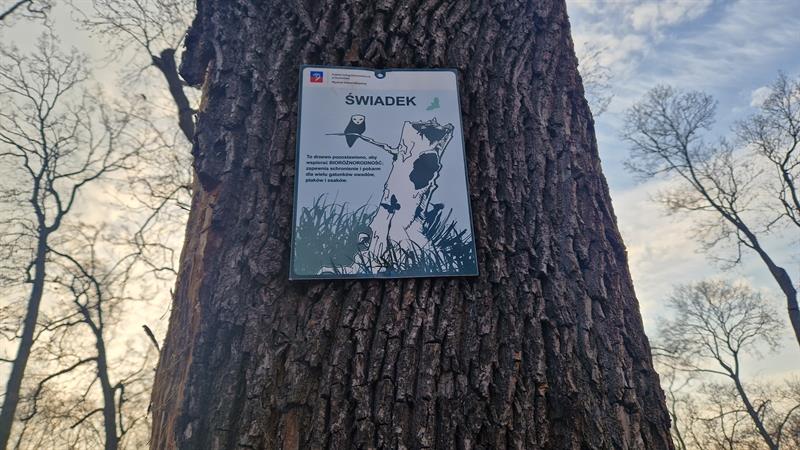 ŚWIADEK
To drzewo pozostawiono, aby
wspierać BIORÓŻNORODNOŚĆ;
zapewnia schronienie i pokarm
dla wielu gatunków owadów,
ptaków i ssaków.